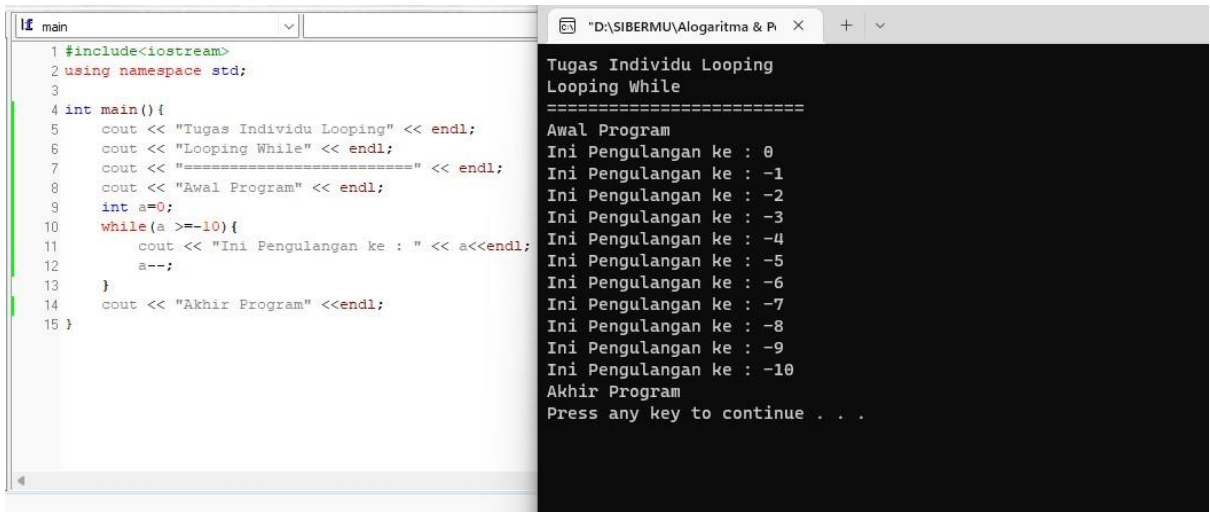 main
1 #include<iostream>
2 using namespace std;
3
4 int main(){
5 cout << "Tugas Individu Looping" << endl;
6 cout << "Looping While" << endl;
7 cout << "=========================" << endl;
8 cout << "Awal Program" << endl;
9 int a=0;
10 while(a >=-10){
11 cout << "Ini Pengulangan ke : " << a<<endl;
12 a--;
13 }
14 cout << "Akhir Program" <<endl;
15 }
"D:\SIBERMU\Alogaritma & P
Tugas Individu Looping
Looping While
=========================
Awal Program
Ini Pengulangan ke : 0
Ini Pengulangan ke : -1
Ini Pengulangan ke : -2
Ini Pengulangan ke : -3
Ini Pengulangan ke : -4
Ini Pengulangan ke : -5
Ini Pengulangan ke : -6
Ini Pengulangan ke : -7
Ini Pengulangan ke : -8
Ini Pengulangan ke : -9
Ini Pengulangan ke : -10
Akhir Program
Press any key to continue . . .